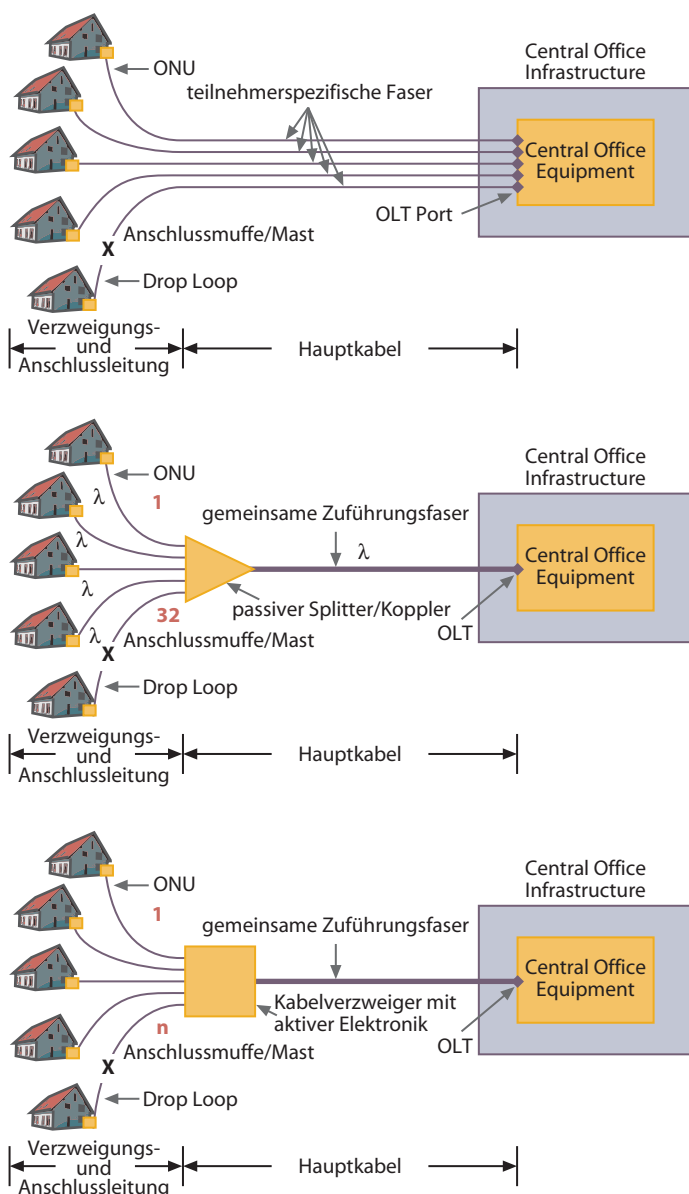 Central Office
Infrastructure
ONU
teilnehmerspezifische Faser
Central Office
Equipment
OLT Port
Anschlussmuffe/Mast
X
Drop Loop
Verzweigungs-
und
Anschlussleitung
Hauptkabel
Central Office
Infrastructure
ONU
λ
1
gemeinsame Zuführungsfaser
λ
λ
Central Office
Equipment
λ
passiver Splitter/Koppler
32
OLT
λ
Anschlussmuffe/Mast
X
Drop Loop
Verzweigungs-
und
Anschlussleitung
Hauptkabel
Central Office
Infrastructure
ONU
1
gemeinsame Zuführungsfaser
Central Office
Equipment
Kabelverzweiger mit
aktiver Elektronik
n
OLT
Anschlussmuffe/Mast
X
Drop Loop
Verzweigungs-
und
Anschlussleitung
Hauptkabel